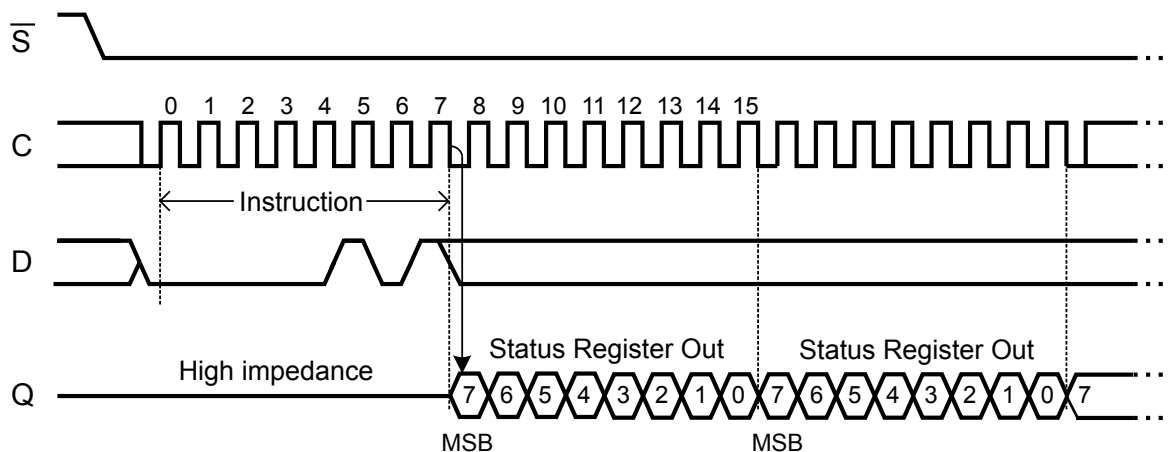 S̅
0 1 2 3 4 5 6 7 8 9 10 11 12 13 14 15
C
Instruction
D
Status Register Out Status Register Out
High impedance
Q 7 6 5 4 3 2 1 0 7 6 5 4 3 2 1 0 7
MSB MSB